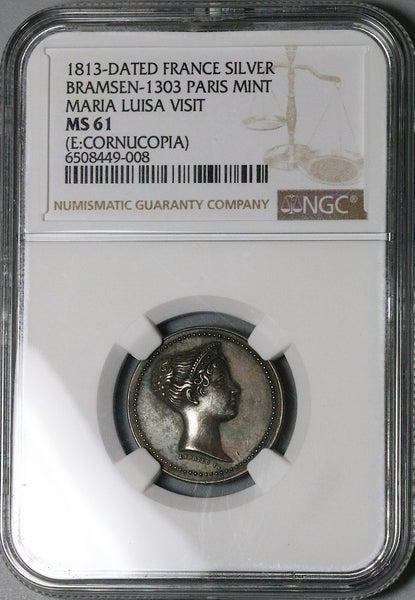 1813-DATED FRANCE SILVER
BRAMSEN-1303 PARIS MINT
MARIA LUISA VISIT
MS 61
(E:CORNUCOPIA)
6508449-008
NUMISMATIC GUARANTY COMPANY
NGC®